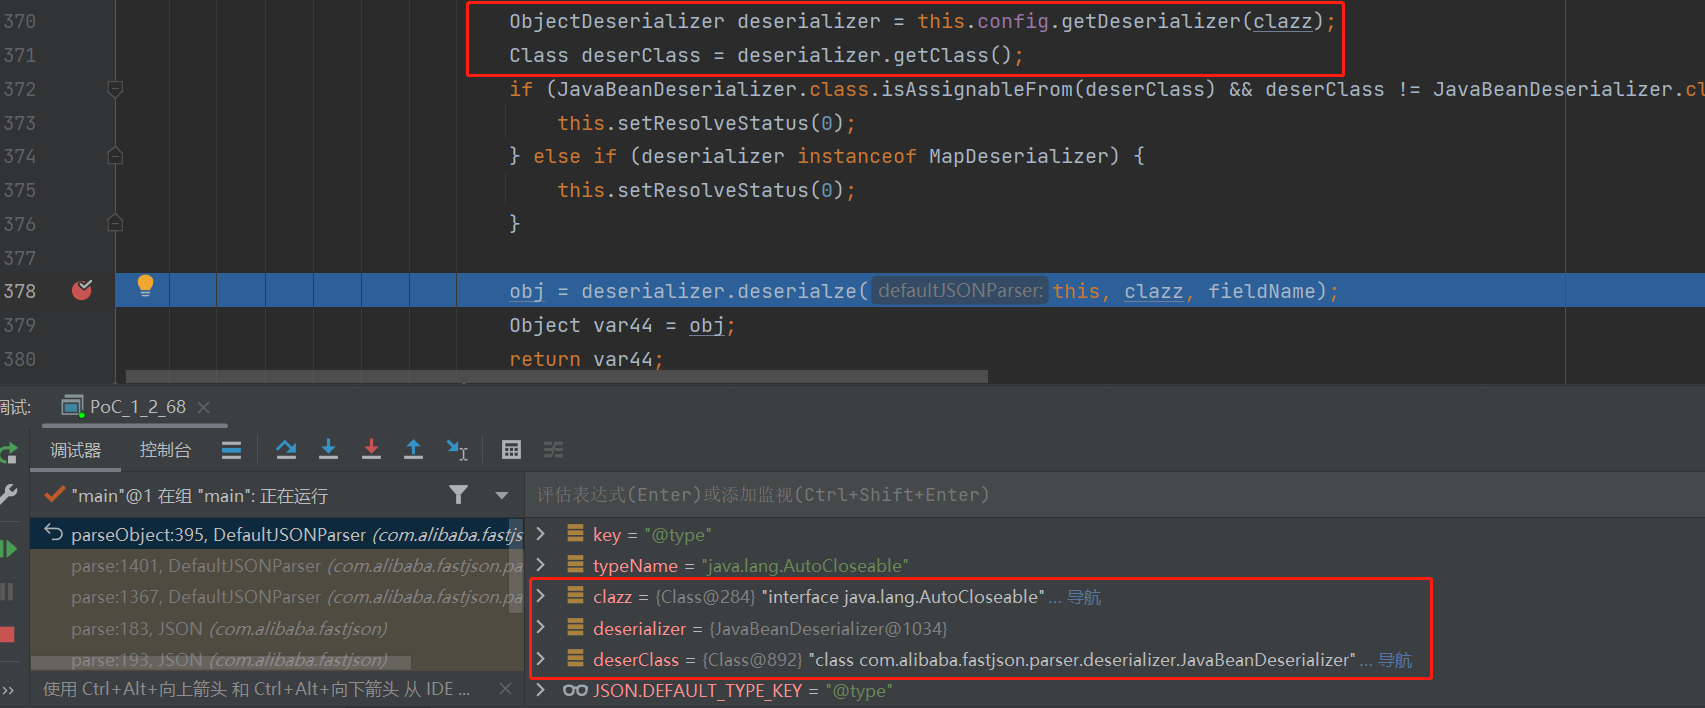 370 ObjectDeserializer deserializer = this.config.getDeserializer(clazz);
371 Class deserClass = deserializer.getClass();
372 if (JavaBeanDeserializer.class.isAssignableFrom(deserClass) && deserClass != JavaBeanDeserializer.cl
373 this.setResolveStatus(0);
374 } else if (deserializer instanceof MapDeserializer) {
375 this.setResolveStatus(0);
376 }
377
378 obj = deserializer.deserialze( defaultJSONParser: this, clazz, fieldName);
379 Object var44 = obj;
380 return var44;
调试: PoC_1_2_68
调试器 控制台
"main"@1 在组 "main": 正在运行
评估表达式(Enter)或添加监视(Ctrl+Shift+Enter)
parseObject:395, DefaultJSONParser (com.alibaba.fastjs
parse:1401, DefaultJSONParser (com.alibaba.fastjson.pa
parse:1367, DefaultJSONParser (com.alibaba.fastjson.pa
parse:183, JSON (com.alibaba.fastjson)
parse:193, JSON (com.alibaba.fastjson)
使用 Ctrl+Alt+向上箭头 和 Ctrl+Alt+向下箭头 从 IDE ...
key = "@type"
typeName = "java.lang.AutoCloseable"
clazz = {Class@284} "interface java.lang.AutoCloseable" ... 导航
deserializer = {JavaBeanDeserializer@1034}
deserClass = {Class@892} "class com.alibaba.fastjson.parser.deserializer.JavaBeanDeserializer" ... 导航
JSON.DEFAULT_TYPE_KEY = "@type"